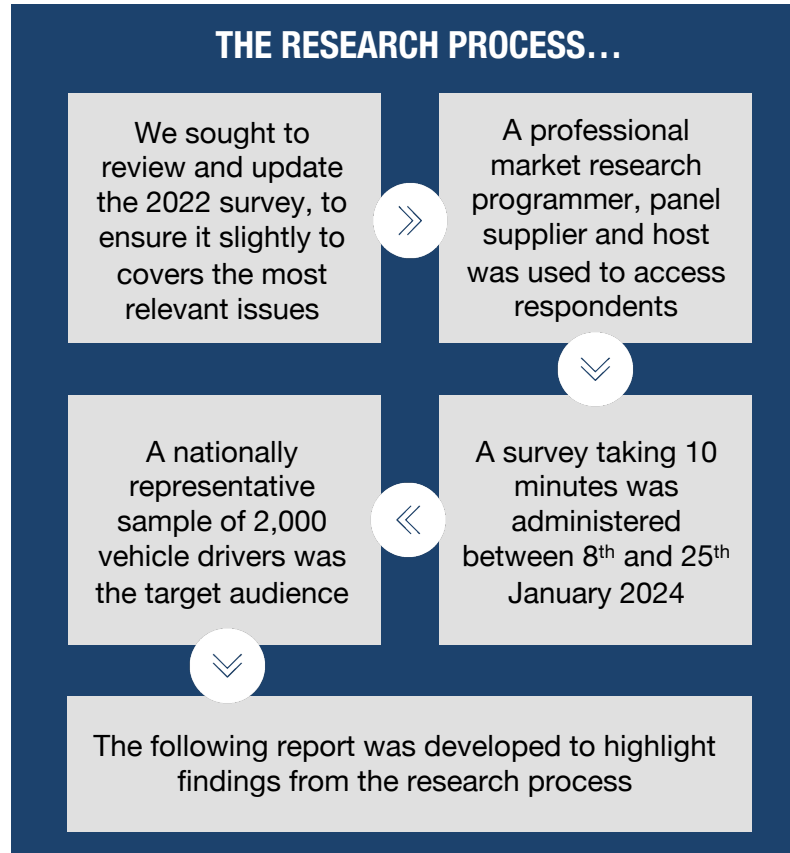 THE RESEARCH PROCESS…
We sought to
review and update
the 2022 survey, to
ensure it slightly to
covers the most
relevant issues
A professional
market research
programmer, panel
supplier and host
was used to access
respondents
A survey taking 10
minutes was
administered
between 8th and 25th
January 2024
A nationally
representative
sample of 2,000
vehicle drivers was
the target audience
The following report was developed to highlight
findings from the research process